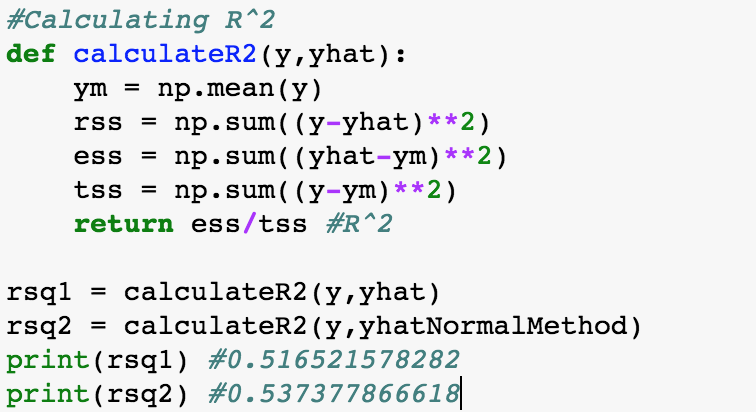 #Calculating R^2
def calculateR2(y,yhat):
    ym = np.mean(y)
    rss = np.sum((y-yhat)**2)
    ess = np.sum((yhat-ym)**2)
    tss = np.sum((y-ym)**2)
    return ess/tss #R^2

rsq1 = calculateR2(y,yhat)
rsq2 = calculateR2(y,yhatNormalMethod)
print(rsq1) #0.516521578282
print(rsq2) #0.537377866618